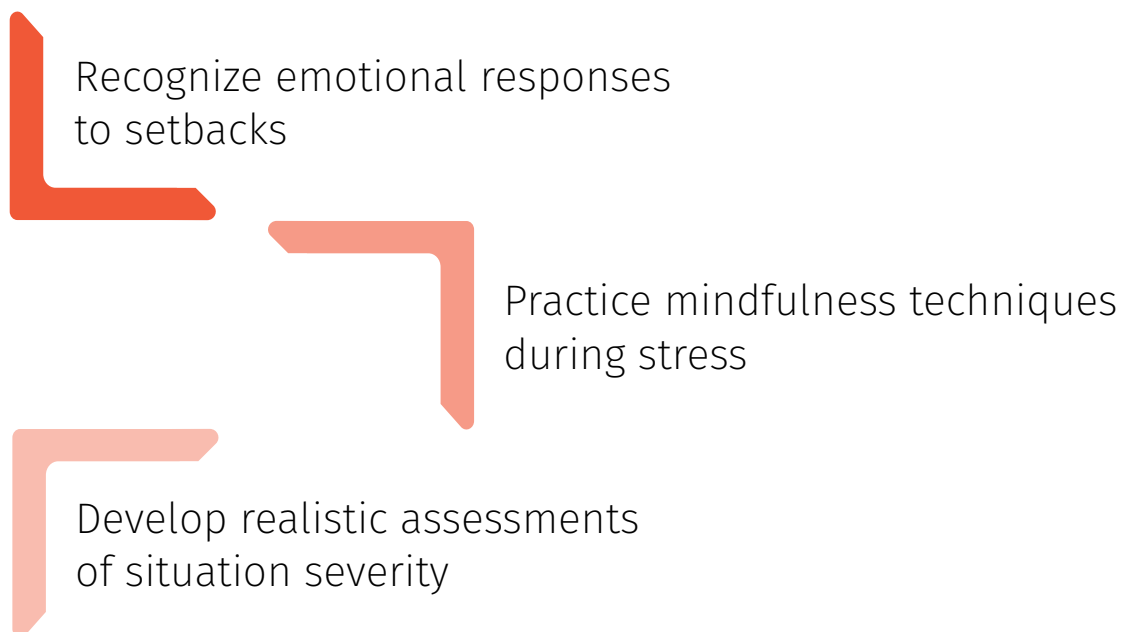 Recognize emotional responses
to setbacks
Practice mindfulness techniques
during stress
Develop realistic assessments
of situation severity